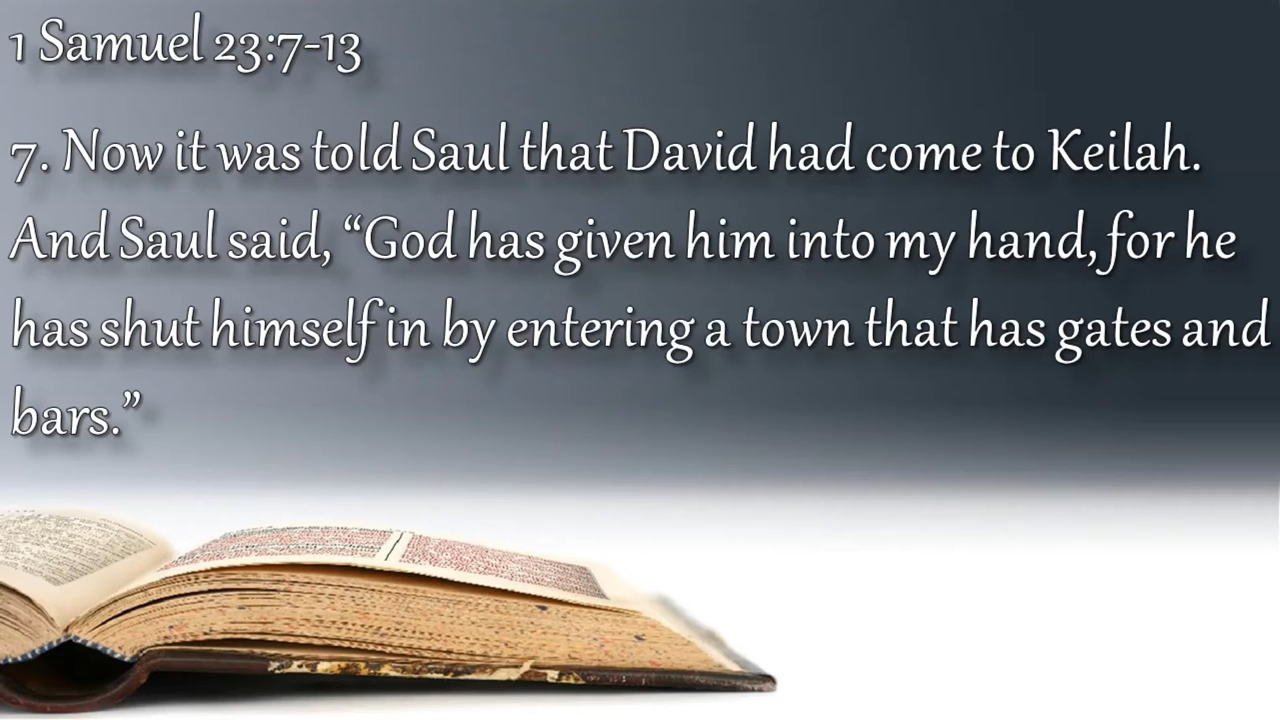 1 Samuel 23:7-13
7. Now it was told Saul that David had come to Keilah.
And Saul said, “God has given him into my hand, for he
has shut himself in by entering a town that has gates and
bars.”